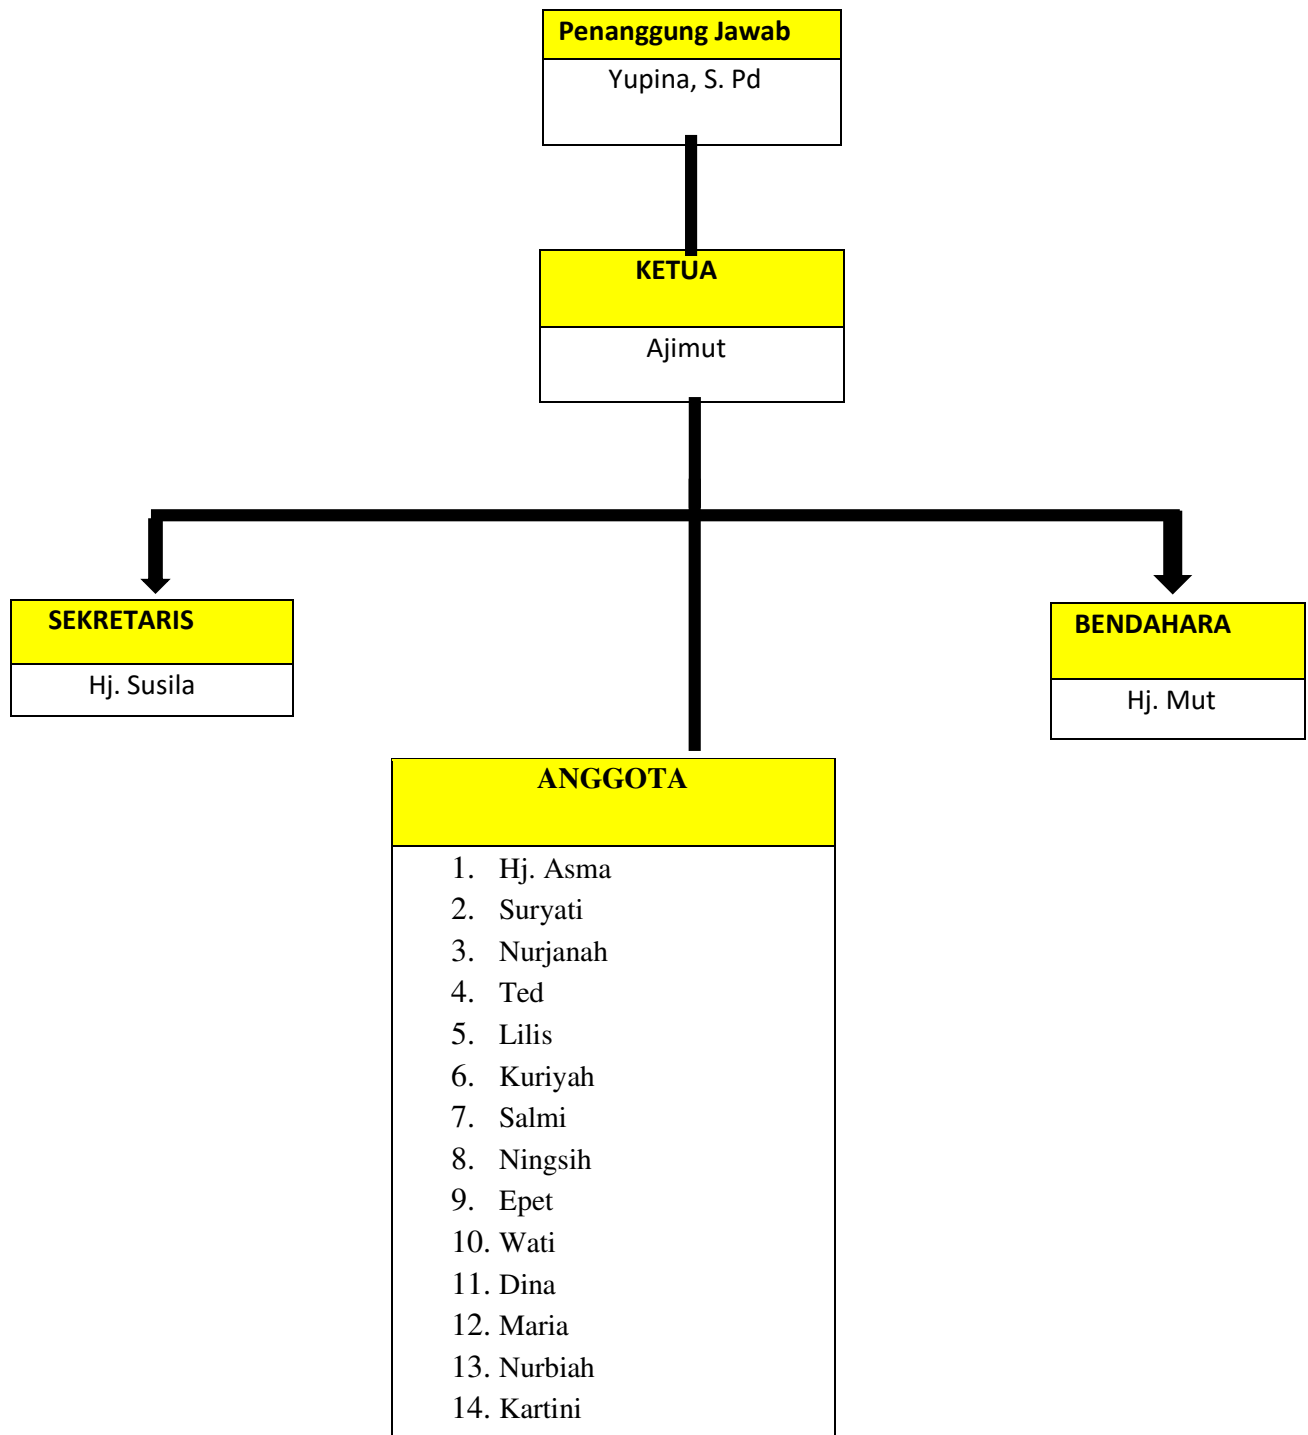 Penanggung Jawab
Yupina, S. Pd
KETUA
Ajimut
SEKRETARIS
Hj. Susila
BENDAHARA
Hj. Mut
ANGGOTA
1. Hj. Asma
2. Suryati
3. Nurjanah
4. Ted
5. Lilis
6. Kuriyah
7. Salmi
8. Ningsih
9. Epet
10. Wati
11. Dina
12. Maria
13. Nurbiah
14. Kartini